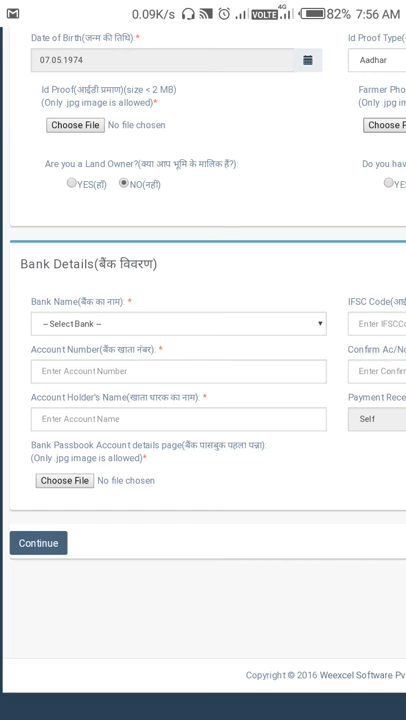 0.09K/s VOLTE 4G 82% 7:56 AM
Date of Birth(जन्म की तिथि):* Id Proof Type(
07.05.1974 Aadhar
Id Proof(आईडी प्रमाण)(size < 2 MB) Farmer Pho
(Only .jpg image is allowed)* (Only .jpg im
Choose File No file chosen Choose F
Are you a Land Owner?(क्या आप भूमि के मालिक हैं?): Do you hav
YES(हाँ) NO(नहीं) YE
Bank Details(बैंक विवरण)
Bank Name(बैंक का नाम): * IFSC Code(आई
-- Select Bank -- Enter IFSCCo
Account Number(बैंक खाता नंबर): * Confirm Ac/No
Enter Account Number Enter Confir
Account Holder's Name(खाता धारक का नाम): * Payment Rece
Enter Account Name Self
Bank Passbook Account details page(बैंक पासबुक पहला पन्ना):
(Only .jpg image is allowed)*
Choose File No file chosen
Continue
Copyright © 2016 Weexcel Software Pv